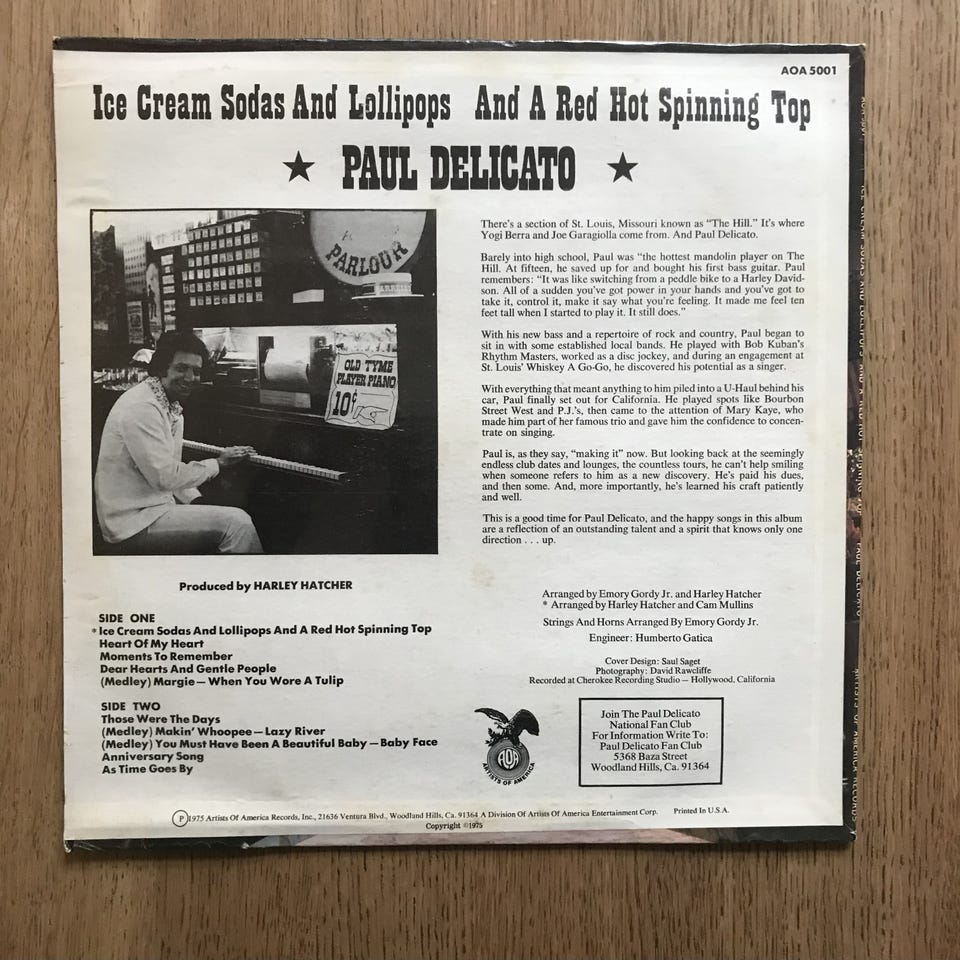 AOA 5001
Ice Cream Sodas And Lollipops And A Red Hot Spinning Top
★ PAUL DELICATO ★
PARLOUR
OLD TYME
PLAYER PIANO
10¢
There's a section of St. Louis, Missouri known as "The Hill." It's where
Yogi Berra and Joe Garagiolla come from. And Paul Delicato.
Barely into high school, Paul was "the hottest mandolin player on The
Hill. At fifteen, he saved up for and bought his first bass guitar. Paul
remembers: "It was like switching from a peddle bike to a Harley David-
son. All of a sudden you've got power in your hands and you've got to
take it, control it, make it say what you're feeling. It made me feel ten
feet tall when I started to play it. It still does."
With his new bass and a repertoire of rock and country, Paul began to
sit in with some established local bands. He played with Bob Kuban's
Rhythm Masters, worked as a disc jockey, and during an engagement at
St. Louis' Whiskey A Go-Go, he discovered his potential as a singer.
With everything that meant anything to him piled into a U-Haul behind his
car, Paul finally set out for California. He played spots like Bourbon
Street West and P.J.'s, then came to the attention of Mary Kaye, who
made him part of her famous trio and gave him the confidence to concen-
trate on singing.
Paul is, as they say, "making it" now. But looking back at the seemingly
endless club dates and lounges, the countless tours, he can't help smiling
when someone refers to him as a new discovery. He's paid his dues,
and then some. And, more importantly, he's learned his craft patiently
and well.
This is a good time for Paul Delicato, and the happy songs in this album
are a reflection of an outstanding talent and a spirit that knows only one
direction . . . up.
Produced by HARLEY HATCHER
SIDE ONE
* Ice Cream Sodas And Lollipops And A Red Hot Spinning Top
Heart Of My Heart
Moments To Remember
Dear Hearts And Gentle People
(Medley) Margie — When You Wore A Tulip
SIDE TWO
Those Were The Days
(Medley) Makin' Whoopee — Lazy River
(Medley) You Must Have Been A Beautiful Baby — Baby Face
Anniversary Song
As Time Goes By
Arranged by Emory Gordy Jr. and Harley Hatcher
* Arranged by Harley Hatcher and Cam Mullins
Strings And Horns Arranged By Emory Gordy Jr.
Engineer: Humberto Gatica
Cover Design: Saul Saget
Photography: David Rawcliffe
Recorded at Cherokee Recording Studio — Hollywood, California
AOA
ARTISTS OF AMERICA
Join The Paul Delicato
National Fan Club
For Information Write To:
Paul Delicato Fan Club
5368 Baza Street
Woodland Hills, Ca. 91364
Ⓟ 1975 Artists Of America Records, Inc., 21636 Ventura Blvd., Woodland Hills, Ca. 91364 A Division Of Artists Of America Entertainment Corp. Printed In U.S.A.
Copyright ©1975
ICE CREAM SODAS AND LOLLIPOPS AND A RED HOT SPINNING TOP PAUL DELICATO ARTISTS OF AMERICA RECORDS